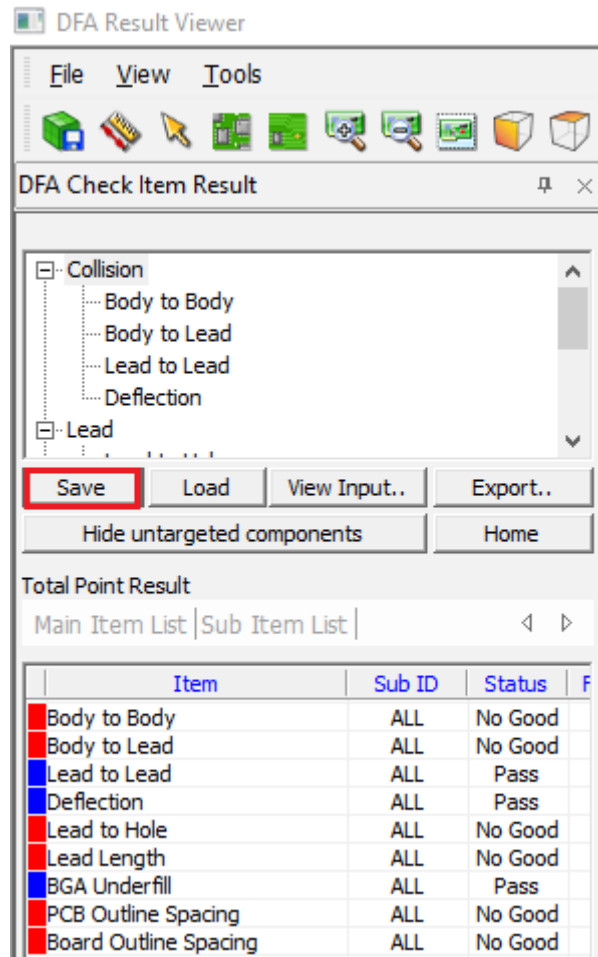 DFA Result Viewer
File View Tools
DFA Check Item Result
Collision
Body to Body
Body to Lead
Lead to Lead
Deflection
Lead
Save Load View Input.. Export..
Hide untargeted components Home
Total Point Result
Main Item List Sub Item List
Item Sub ID Status
Body to Body ALL No Good
Body to Lead ALL No Good
Lead to Lead ALL Pass
Deflection ALL Pass
Lead to Hole ALL No Good
Lead Length ALL No Good
BGA Underfill ALL Pass
PCB Outline Spacing ALL No Good
Board Outline Spacing ALL No Good